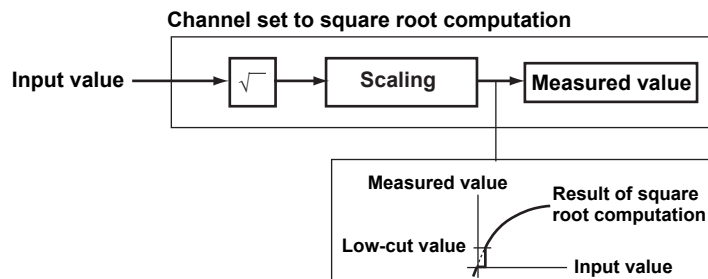 Channel set to square root computation
Input value
√
Scaling
Measured value
Measured value
Result of square
root computation
Low-cut value
Input value